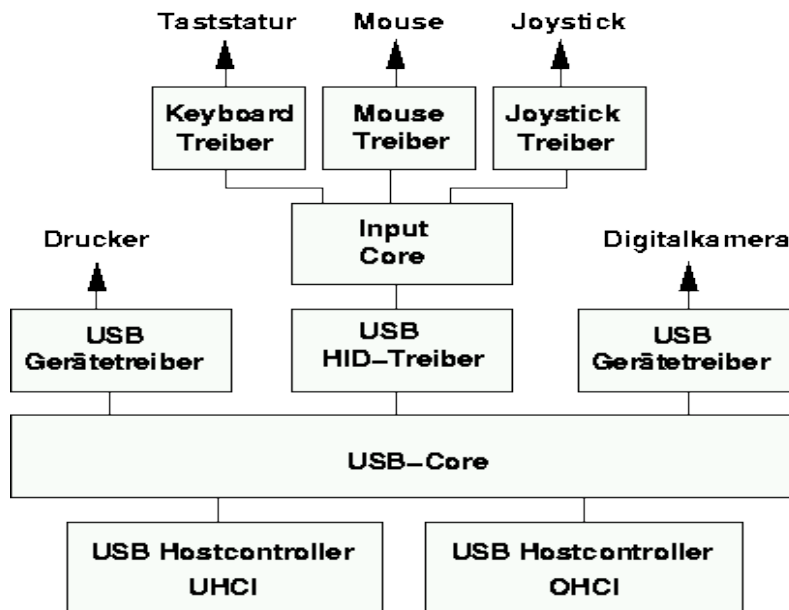 Taststatur
Mouse
Joystick
Keyboard
Treiber
Mouse
Treiber
Joystick
Treiber
Input
Core
Drucker
Digitalkamera
USB
Gerätetreiber
USB
HID-Treiber
USB
Gerätetreiber
USB-Core
USB Hostcontroller
UHCI
USB Hostcontroller
OHCI